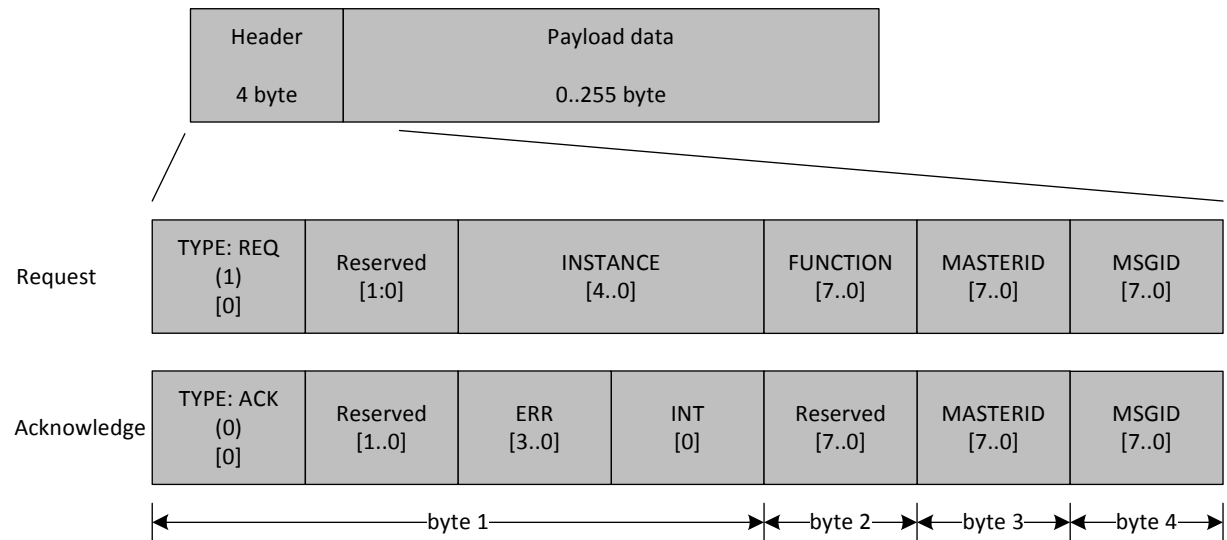 Header
4 byte
Payload data
0..255 byte
Request
TYPE: REQ
(1)
[0]
Reserved
[1:0]
INSTANCE
[4..0]
FUNCTION
[7..0]
MASTERID
[7..0]
MSGID
[7..0]
Acknowledge
TYPE: ACK
(0)
[0]
Reserved
[1..0]
ERR
[3..0]
INT
[0]
Reserved
[7..0]
MASTERID
[7..0]
MSGID
[7..0]
byte 1
byte 2
byte 3
byte 4